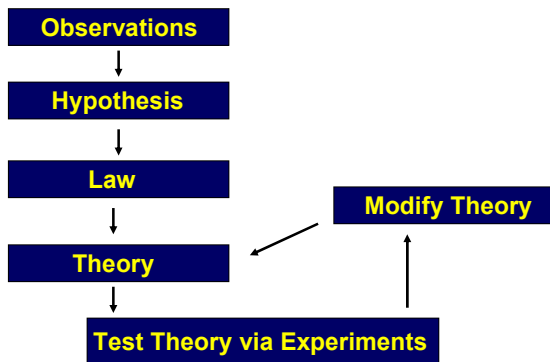 Observations
Hypothesis
Law
Modify Theory
Theory
Test Theory via Experiments